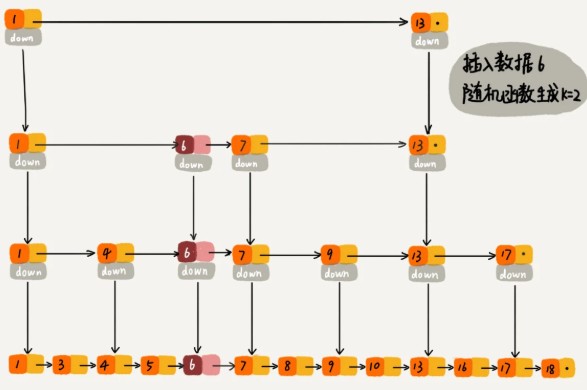 1 13
down down
插入数据6
随机函数生成k=2
1 6 7 13
down down down down
1 4 6 7 9 13 17
down down down down down down down
1 3 4 5 6 7 8 9 10 13 16 17 18